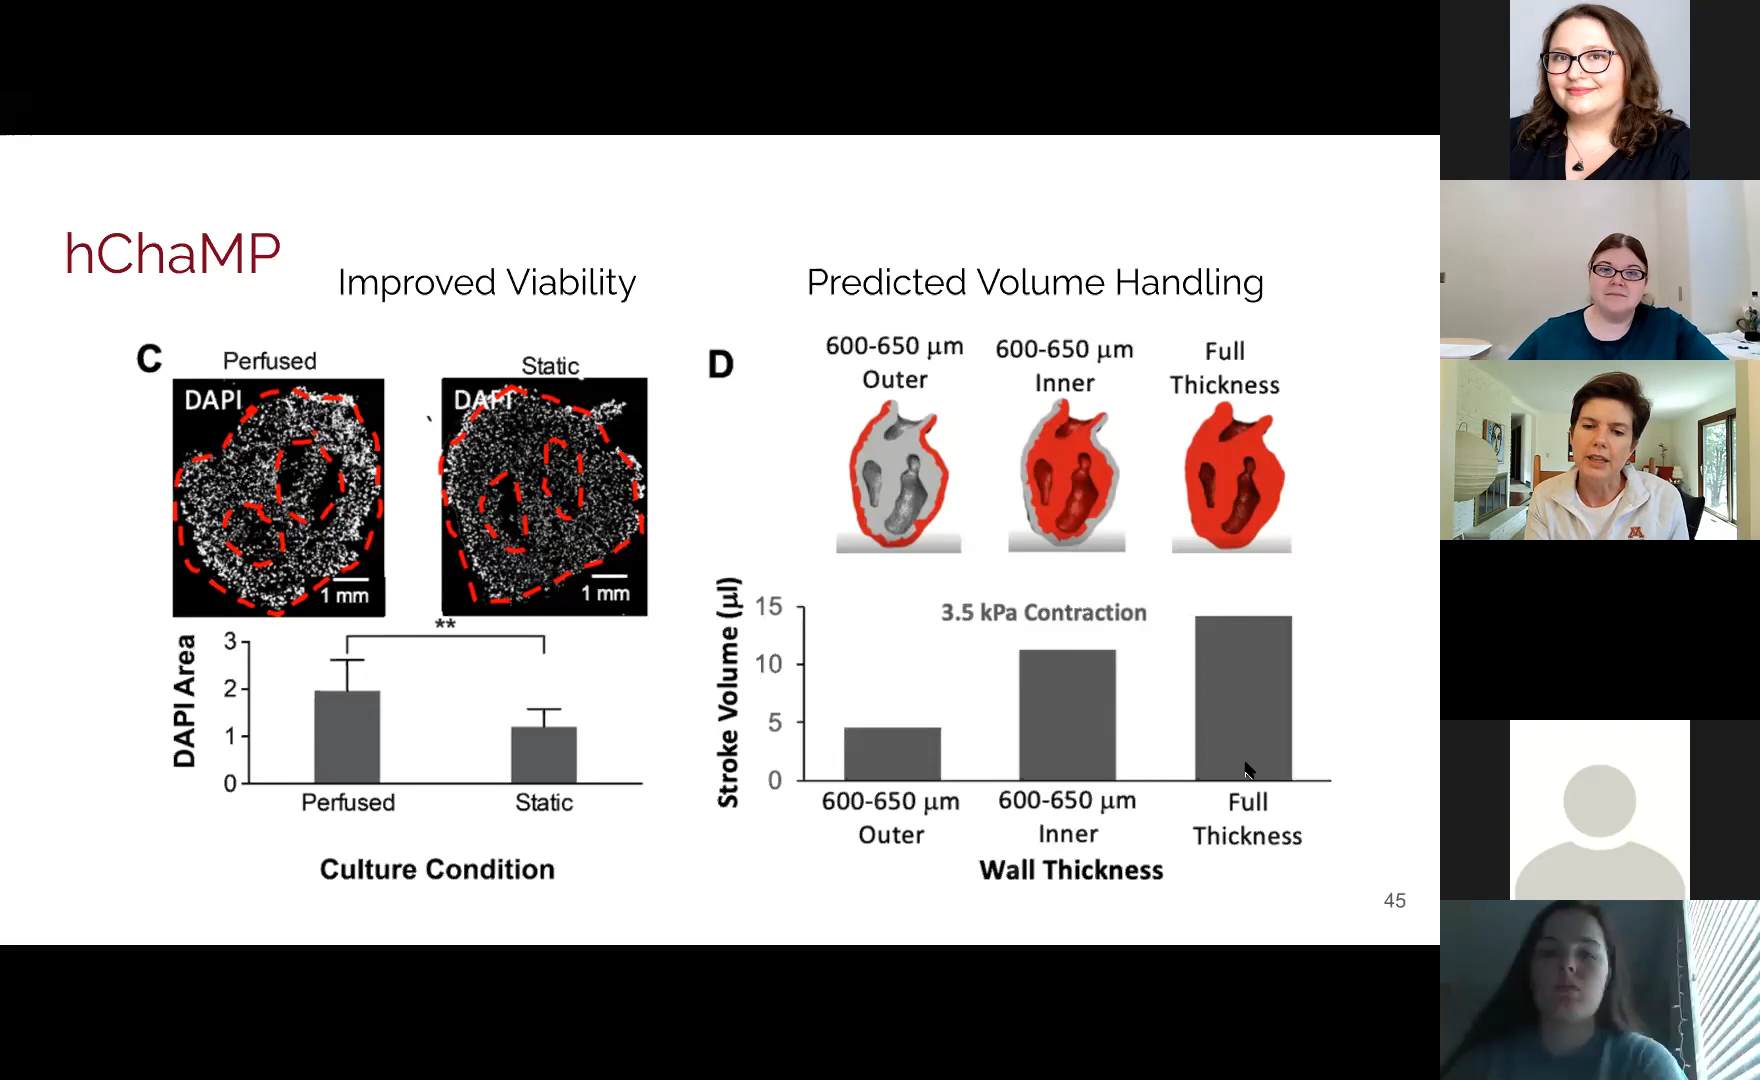 hChaMP
Improved Viability
Predicted Volume Handling
C
Perfused
Static
DAPI
DAPI
1 mm
1 mm
**
3
2
1
0
DAPI Area
Perfused
Static
Culture Condition
D
600-650 µm
Outer
600-650 µm
Inner
Full
Thickness
3.5 kPa Contraction
15
10
5
0
Stroke Volume (µl)
600-650 µm
Outer
600-650 µm
Inner
Full
Thickness
Wall Thickness
45
M